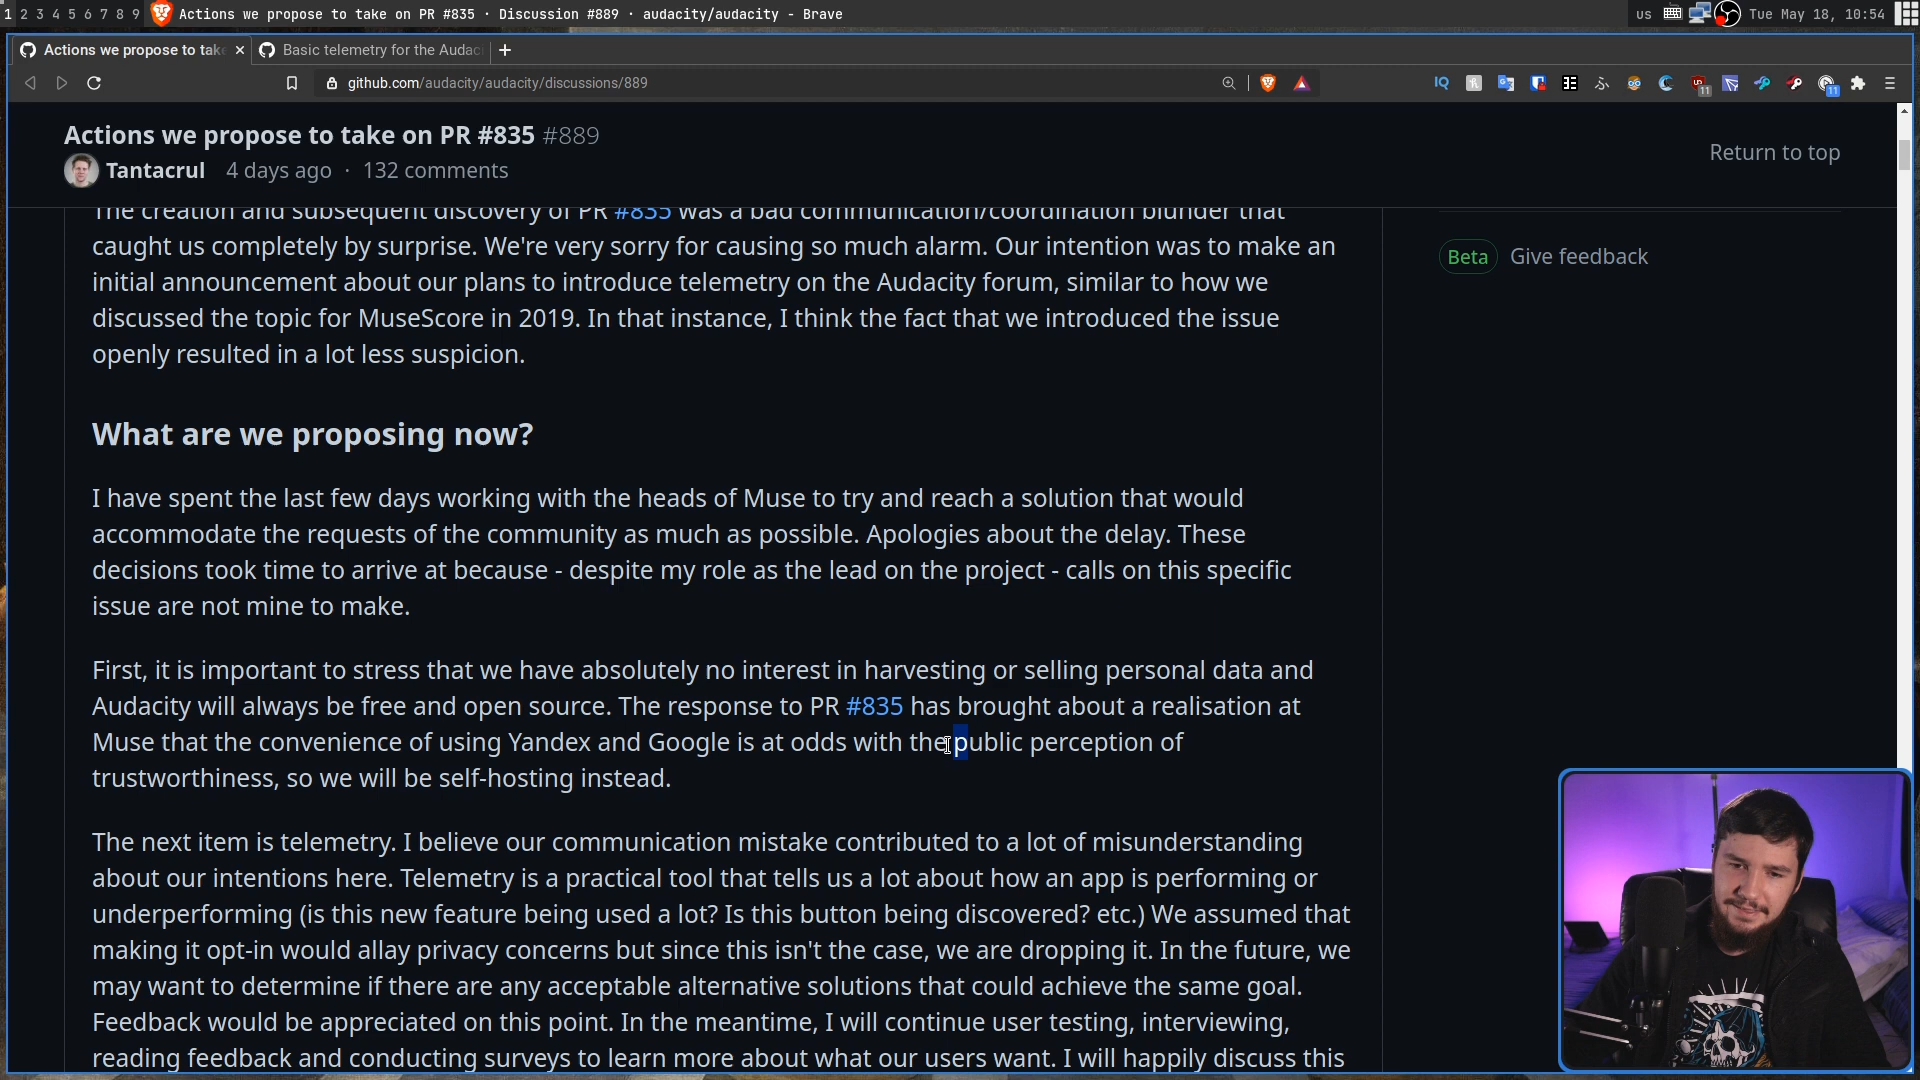 1 2 3 4 5 6 7 8 9 Actions we propose to take on PR #835 · Discussion #889 · audacity/audacity - Brave us Tue May 18, 10:54
Actions we propose to tak Basic telemetry for the Audac
github.com/audacity/audacity/discussions/889 IQ 11 11
Actions we propose to take on PR #835 #889
Tantacrul 4 days ago · 132 comments
Return to top
The creation and subsequent discovery of PR #835 was a bad communication/coordination blunder that
caught us completely by surprise. We're very sorry for causing so much alarm. Our intention was to make an
initial announcement about our plans to introduce telemetry on the Audacity forum, similar to how we
discussed the topic for MuseScore in 2019. In that instance, I think the fact that we introduced the issue
openly resulted in a lot less suspicion.
Beta Give feedback
What are we proposing now?
I have spent the last few days working with the heads of Muse to try and reach a solution that would
accommodate the requests of the community as much as possible. Apologies about the delay. These
decisions took time to arrive at because - despite my role as the lead on the project - calls on this specific
issue are not mine to make.
First, it is important to stress that we have absolutely no interest in harvesting or selling personal data and
Audacity will always be free and open source. The response to PR #835 has brought about a realisation at
Muse that the convenience of using Yandex and Google is at odds with the public perception of
trustworthiness, so we will be self-hosting instead.
The next item is telemetry. I believe our communication mistake contributed to a lot of misunderstanding
about our intentions here. Telemetry is a practical tool that tells us a lot about how an app is performing or
underperforming (is this new feature being used a lot? Is this button being discovered? etc.) We assumed that
making it opt-in would allay privacy concerns but since this isn't the case, we are dropping it. In the future, we
may want to determine if there are any acceptable alternative solutions that could achieve the same goal.
Feedback would be appreciated on this point. In the meantime, I will continue user testing, interviewing,
reading feedback and conducting surveys to learn more about what our users want. I will happily discuss this